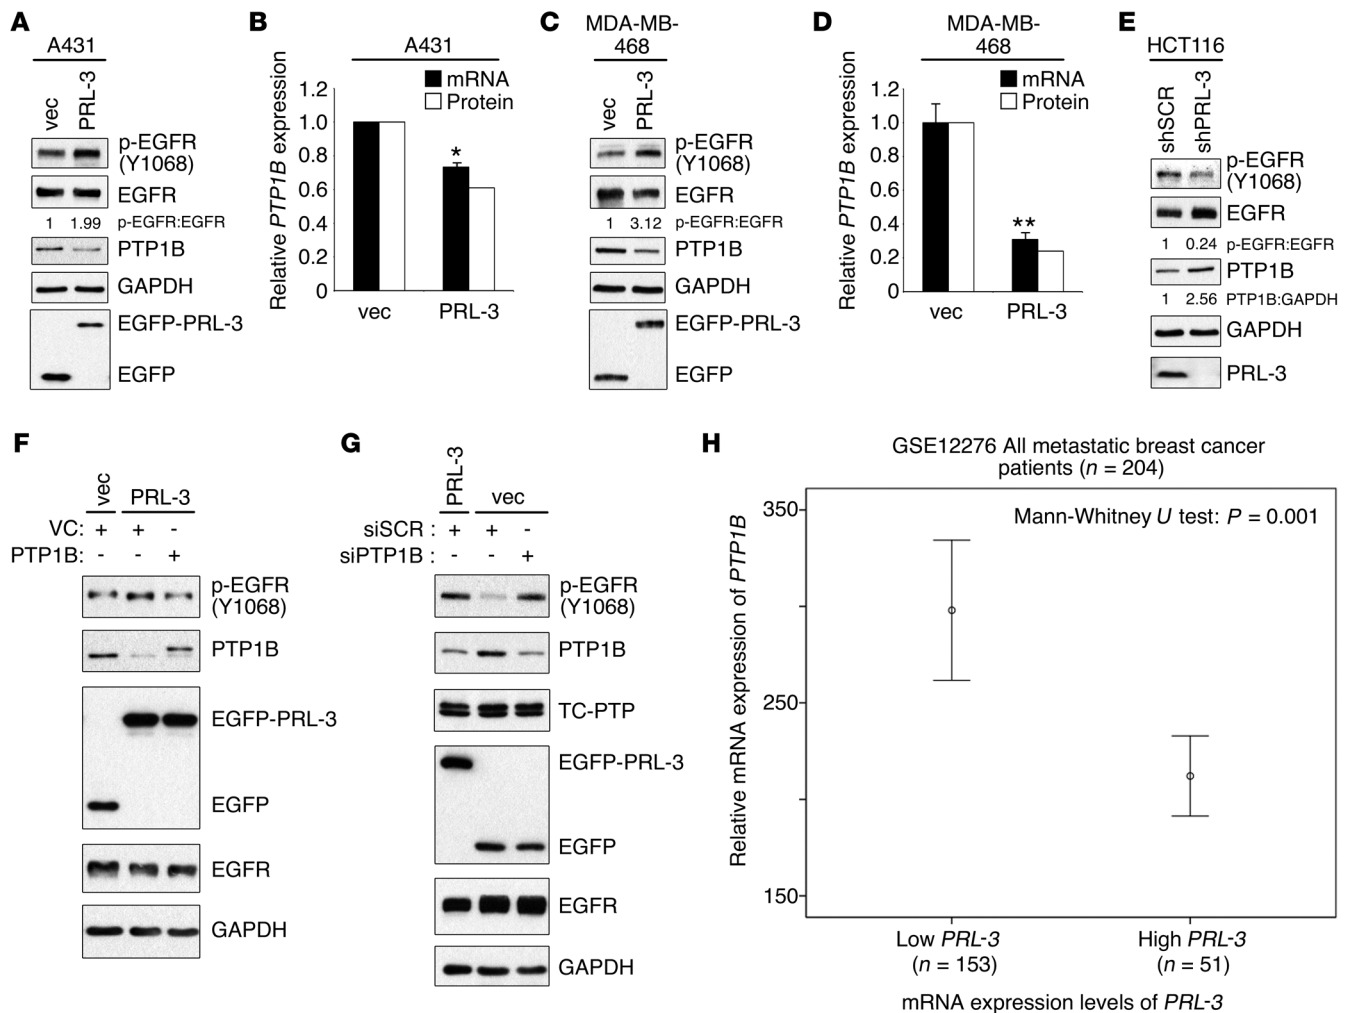 A
A431
vec
PRL-3
p-EGFR
(Y1068)
EGFR
1 1.99 p-EGFR:EGFR
PTP1B
GAPDH
EGFP-PRL-3
EGFP
B
A431
mRNA
Protein
Relative PTP1B expression
1.2
1.0
0.8
0.6
0.4
0.2
0
*
vec
PRL-3
C
MDA-MB-
468
vec
PRL-3
p-EGFR
(Y1068)
EGFR
1 3.12 p-EGFR:EGFR
PTP1B
GAPDH
EGFP-PRL-3
EGFP
D
MDA-MB-
468
mRNA
Protein
Relative PTP1B expression
1.2
1.0
0.8
0.6
0.4
0.2
0
**
vec
PRL-3
E
HCT116
shSCR
shPRL-3
p-EGFR
(Y1068)
EGFR
1 0.24 p-EGFR:EGFR
PTP1B
1 2.56 PTP1B:GAPDH
GAPDH
PRL-3
F
vec
PRL-3
VC: + + -
PTP1B: - - +
p-EGFR
(Y1068)
PTP1B
EGFP-PRL-3
EGFP
EGFR
GAPDH
G
PRL-3
vec
siSCR : + + -
siPTP1B : - - +
p-EGFR
(Y1068)
PTP1B
TC-PTP
EGFP-PRL-3
EGFP
EGFR
GAPDH
H
GSE12276 All metastatic breast cancer
patients (n = 204)
Mann-Whitney U test: P = 0.001
Relative mRNA expression of PTP1B
350
250
150
Low PRL-3
(n = 153)
High PRL-3
(n = 51)
mRNA expression levels of PRL-3